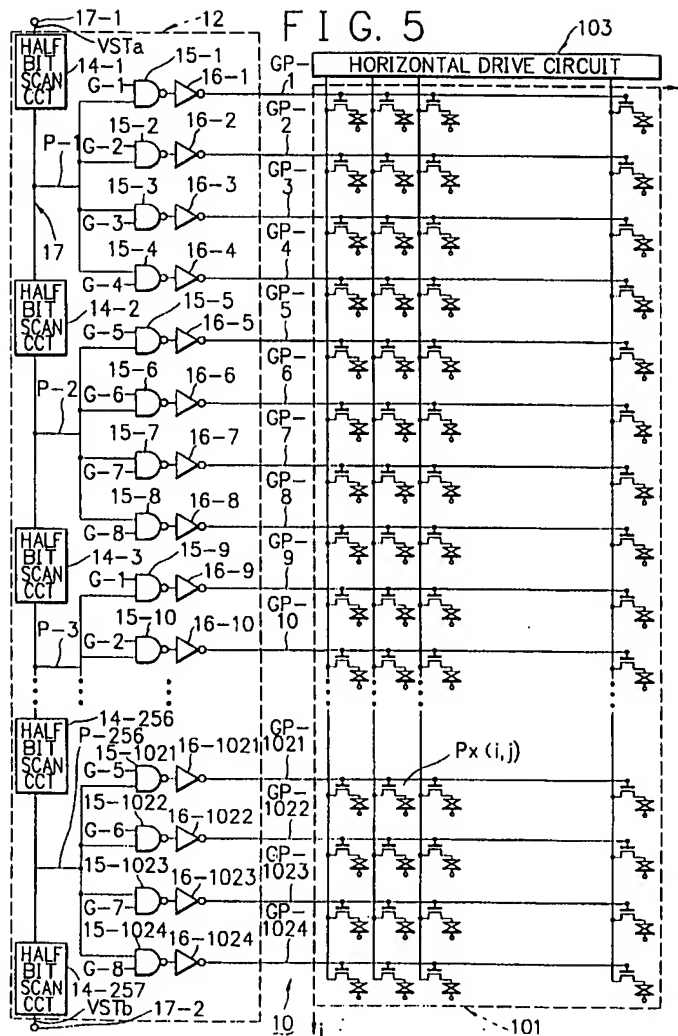 FIG. 5
17-1
12
VSTa
HALF
BIT
SCAN
CCT
14-1
15-1
16-1
G-1
GP-
1
103
HORIZONTAL DRIVE CIRCUIT
15-2
16-2
G-2
GP-
2
P-1
15-3
16-3
G-3
GP-
3
17
15-4
16-4
G-4
GP-
4
HALF
BIT
SCAN
CCT
14-2
15-5
16-5
G-5
GP-
5
15-6
16-6
G-6
GP-
6
P-2
15-7
16-7
G-7
GP-
7
15-8
16-8
G-8
GP-
8
HALF
BIT
SCAN
CCT
14-3
15-9
16-9
G-1
GP-
9
P-3
15-10
16-10
G-2
GP-
10
14-256
HALF
BIT
SCAN
CCT
P-256
15-1021
16-1021
G-5
GP-
1021
Px(i,j)
15-1022
16-1022
G-6
GP-
1022
15-1023
16-1023
G-7
GP-
1023
15-1024
16-1024
G-8
GP-
1024
HALF
BIT
SCAN
CCT
14-257
VSTb
17-2
10
i
101